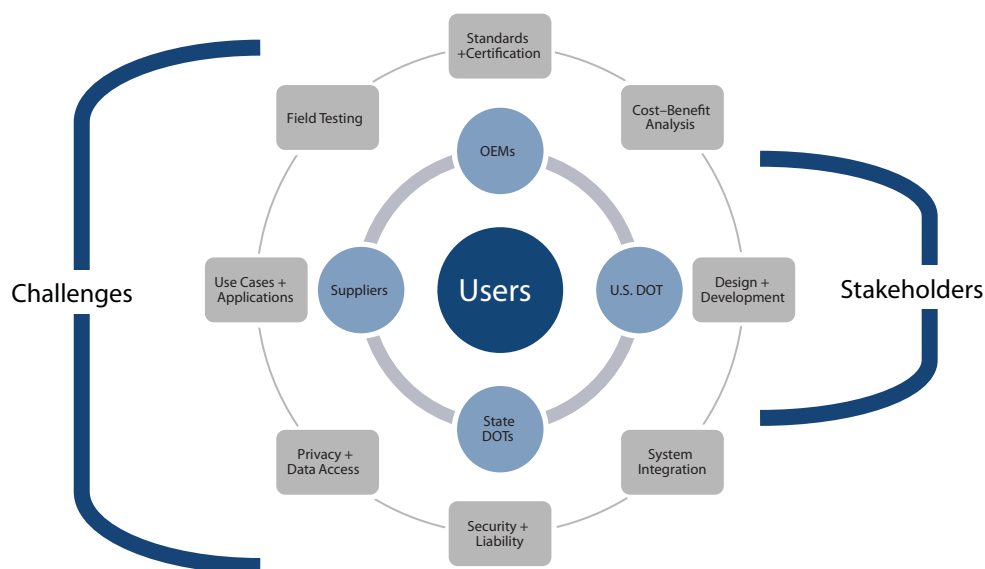 Standards
+Certification
Field Testing
Cost–Benefit
Analysis
OEMs
Challenges
Use Cases +
Applications
Suppliers
Users
U.S. DOT
Design +
Development
Stakeholders
State
DOTs
Privacy +
Data Access
System
Integration
Security +
Liability